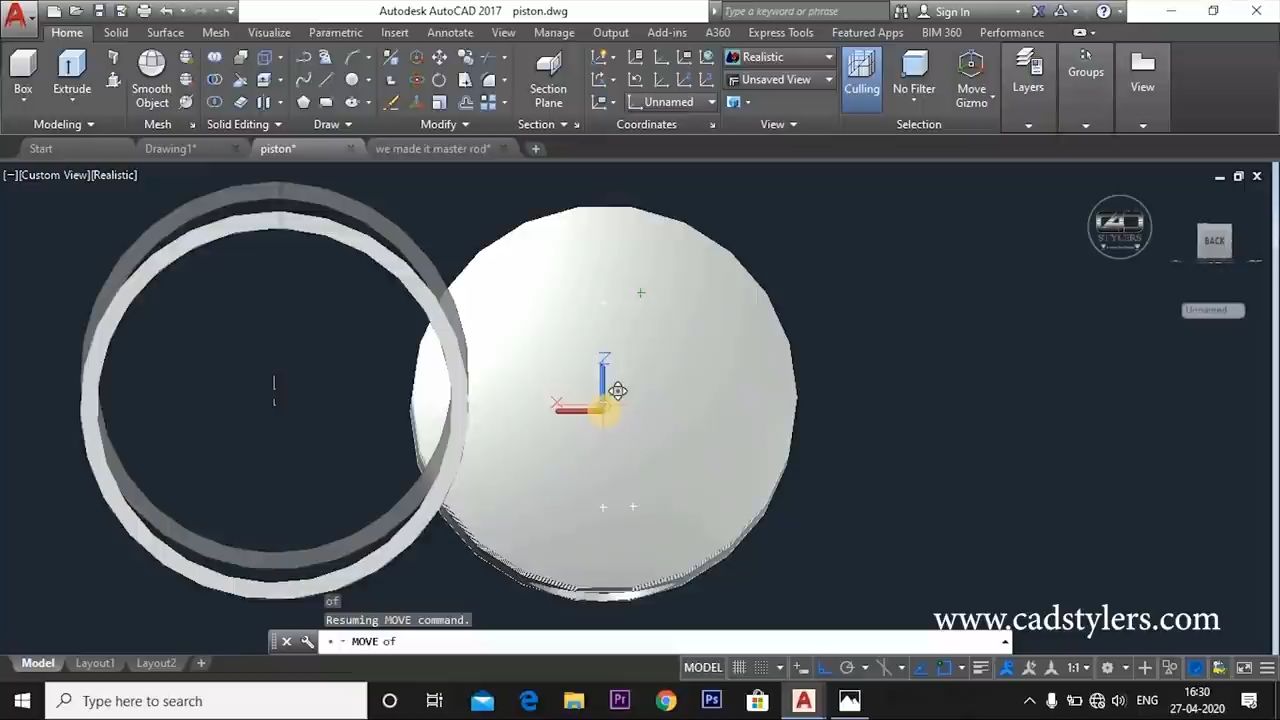 Autodesk AutoCAD 2017 piston.dwg
Type a keyword or phrase
Sign In
Home Solid Surface Mesh Visualize Parametric Insert Annotate View Manage Output Add-ins A360 Express Tools Featured Apps BIM 360 Performance
Box
Extrude
Smooth Object
Section Plane
Realistic
Unsaved View
Unnamed
Culling
No Filter
Move Gizmo
Layers
Groups
View
Modeling Mesh Solid Editing Draw Modify Section Coordinates View Selection
Start Drawing1* piston* we made it master rod*
[−][Custom View][Realistic]
STYLERS
BACK
Unnamed
Z
X
of
Resuming MOVE command.
MOVE of
www.cadstylers.com
Model Layout1 Layout2
MODEL
1:1
Type here to search
Pr
Ps
A
ENG
16:30
27-04-2020